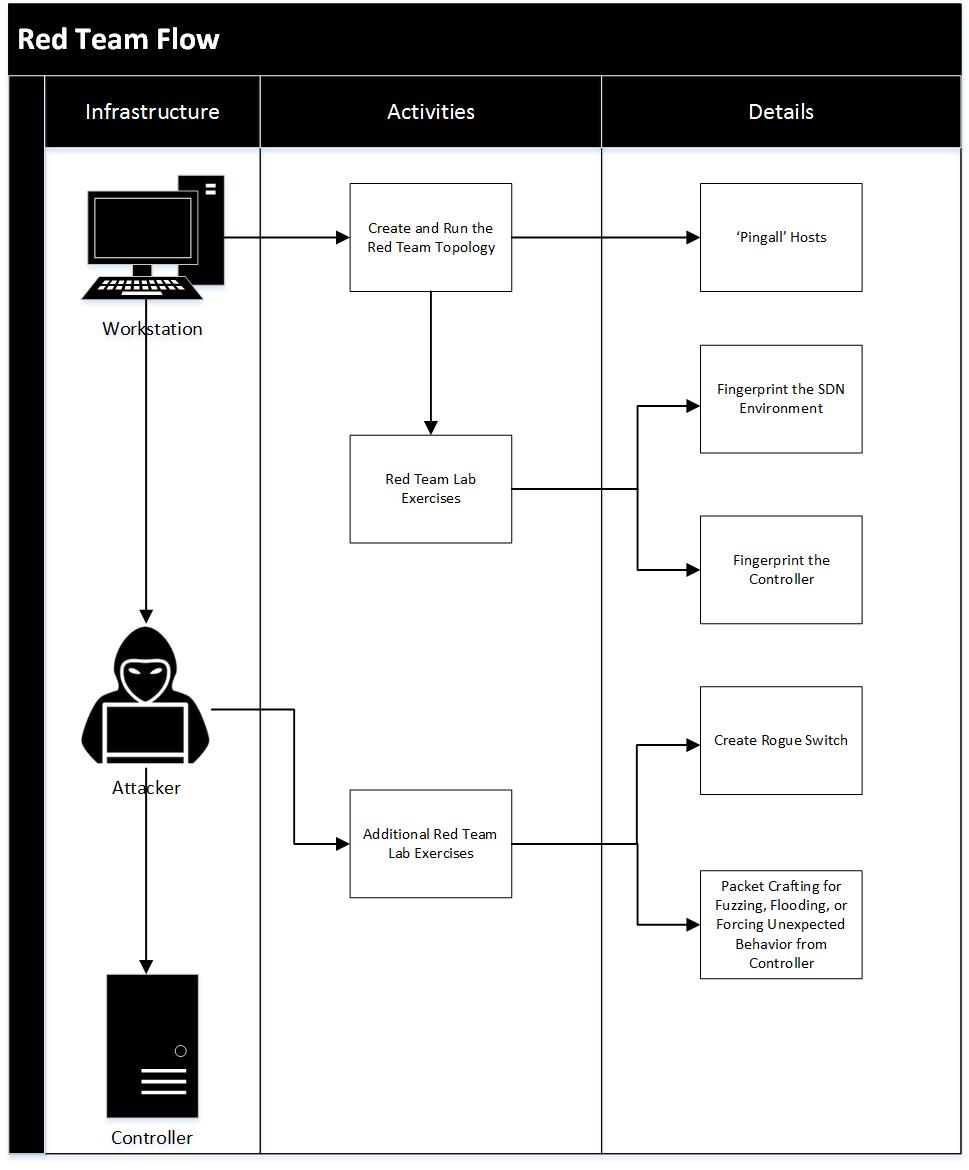 Red Team Flow
Infrastructure
Activities
Details
Workstation
Create and Run the
Red Team Topology
‘Pingall’ Hosts
Fingerprint the SDN
Environment
Red Team Lab
Exercises
Fingerprint the
Controller
Attacker
Create Rogue Switch
Additional Red Team
Lab Exercises
Packet Crafting for
Fuzzing, Flooding, or
Forcing Unexpected
Behavior from
Controller
Controller